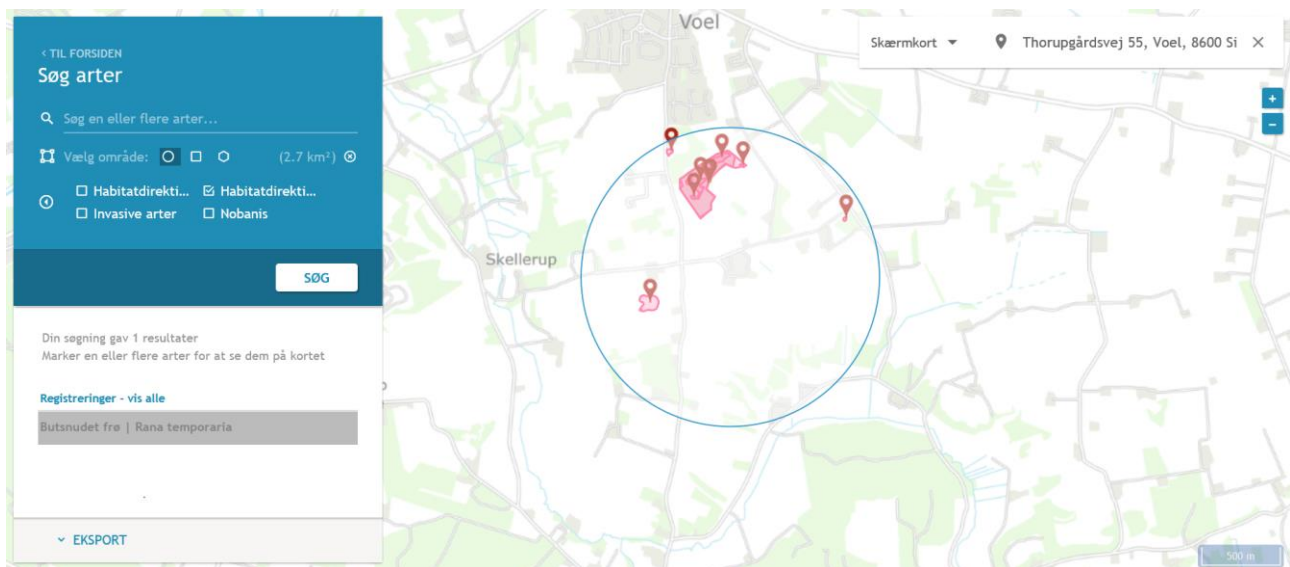 ‹ TIL FORSIDEN
Søg arter
Søg en eller flere arter...
Vælg område: (2.7 km²)
Habitatdirekti... Habitatdirekti...
Invasive arter Nobanis
SØG
Din søgning gav 1 resultater
Marker en eller flere arter for at se dem på kortet
Registreringer - vis alle
Butsnudet frø | Rana temporaria
EKSPORT
Voel
Skellerup
Skærmkort
Thorupgårdsvej 55, Voel, 8600 Si
+
−
500 m